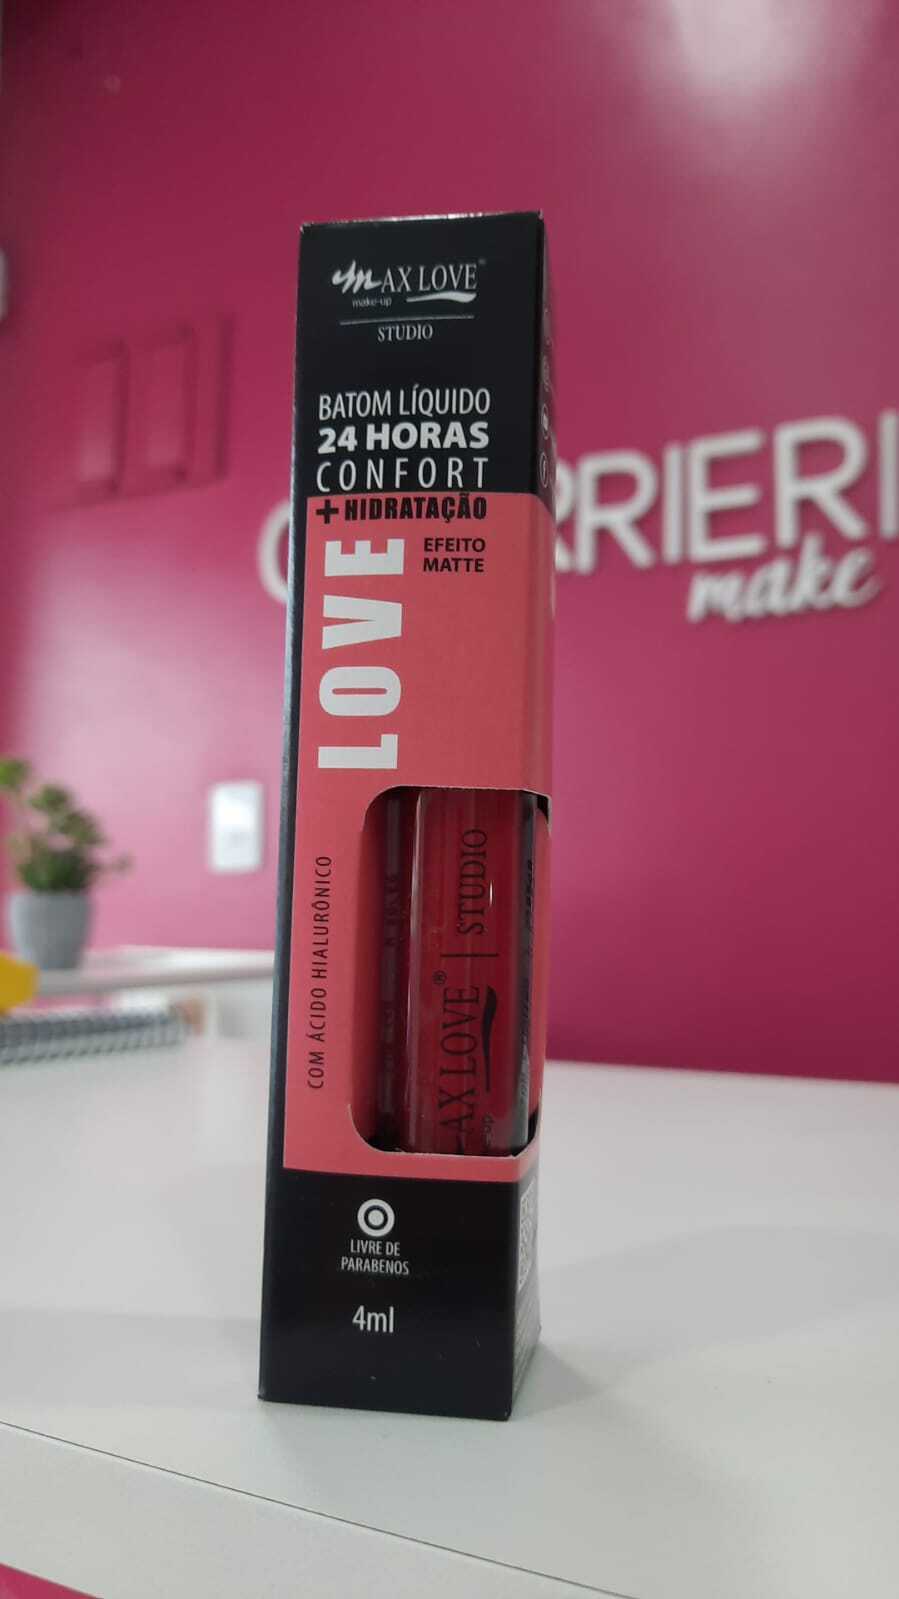 MAX LOVE
make-up
STUDIO
BATOM LÍQUIDO
24 HORAS
CONFORT
+ HIDRATAÇÃO
EFEITO
MATTE
LOVE
COM ÁCIDO HIALURÔNICO
AX LOVE® | STUDIO
LIVRE DE
PARABENOS
4ml
RRIERI
make